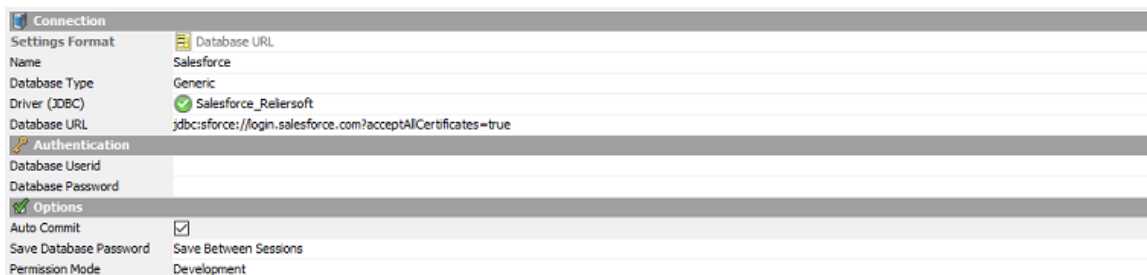 Connection
Settings Format Database URL
Name Salesforce
Database Type Generic
Driver (JDBC) Salesforce_Reliersoft
Database URL jdbc:sforce://login.salesforce.com?acceptAllCertificates=true
Authentication
Database Userid
Database Password
Options
Auto Commit
Save Database Password Save Between Sessions
Permission Mode Development